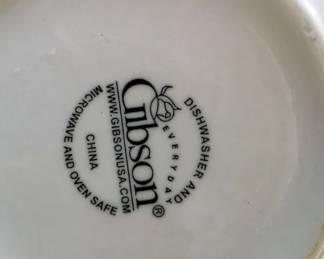 DISHWASHER AND
EVERYDAY
Gibson®
WWW.GIBSONUSA.COM
CHINA
MICROWAVE AND OVEN SAFE